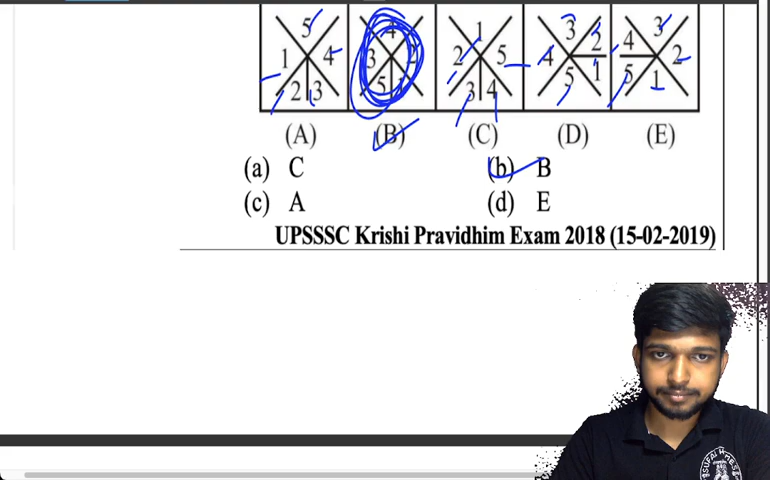 5 1 4 2 3
4 3 2 5 1
1 2 5 3 4
3 2 4 1 5
3 4 2 5 1
(A) (B) (C) (D) (E)
(a) C (b) B
(c) A (d) E
UPSSSC Krishi Pravidhim Exam 2018 (15-02-2019)